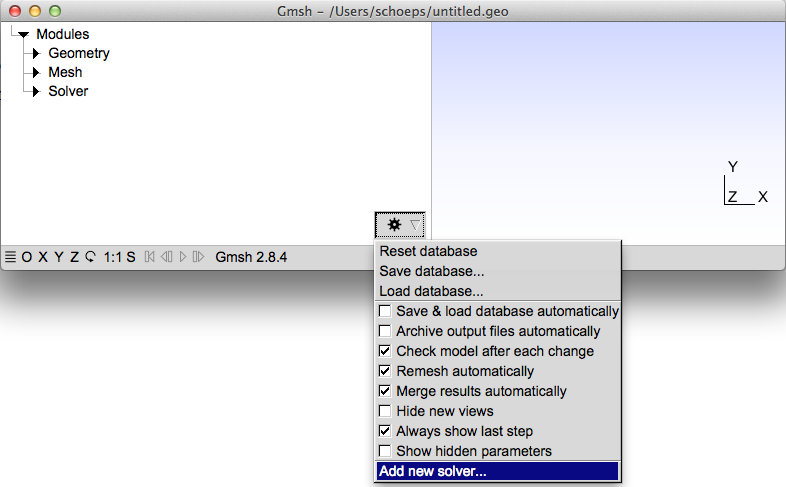 Gmsh - /Users/schoeps/untitled.geo
Modules
Geometry
Mesh
Solver
Y
Z X
O X Y Z 1:1 S Gmsh 2.8.4
Reset database
Save database...
Load database...
Save & load database automatically
Archive output files automatically
Check model after each change
Remesh automatically
Merge results automatically
Hide new views
Always show last step
Show hidden parameters
Add new solver...